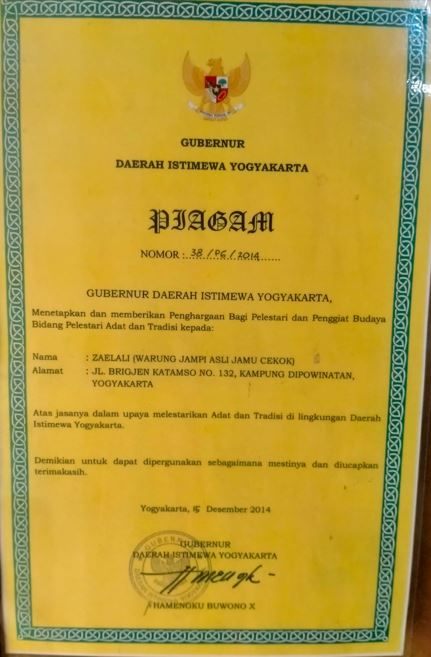 GUBERNUR
DAERAH ISTIMEWA YOGYAKARTA
PIAGAM
NOMOR : 38/PG/2014
GUBERNUR DAERAH ISTIMEWA YOGYAKARTA,
Menetapkan dan memberikan Penghargaan Bagi Pelestari dan Penggiat Budaya
Bidang Pelestari Adat dan Tradisi kepada:
Nama : ZAELALI (WARUNG JAMPI ASLI JAMU CEKOK)
Alamat : JL. BRIGJEN KATAMSO NO. 132, KAMPUNG DIPOWINATAN,
YOGYAKARTA
Atas jasanya dalam upaya melestarikan Adat dan Tradisi di lingkungan Daerah
Istimewa Yogyakarta.
Demikian untuk dapat dipergunakan sebagaimana mestinya dan diucapkan
terimakasih.
Yogyakarta, 15 Desember 2014
GUBERNUR
DAERAH ISTIMEWA YOGYAKARTA
HAMENGKU BUWONO X